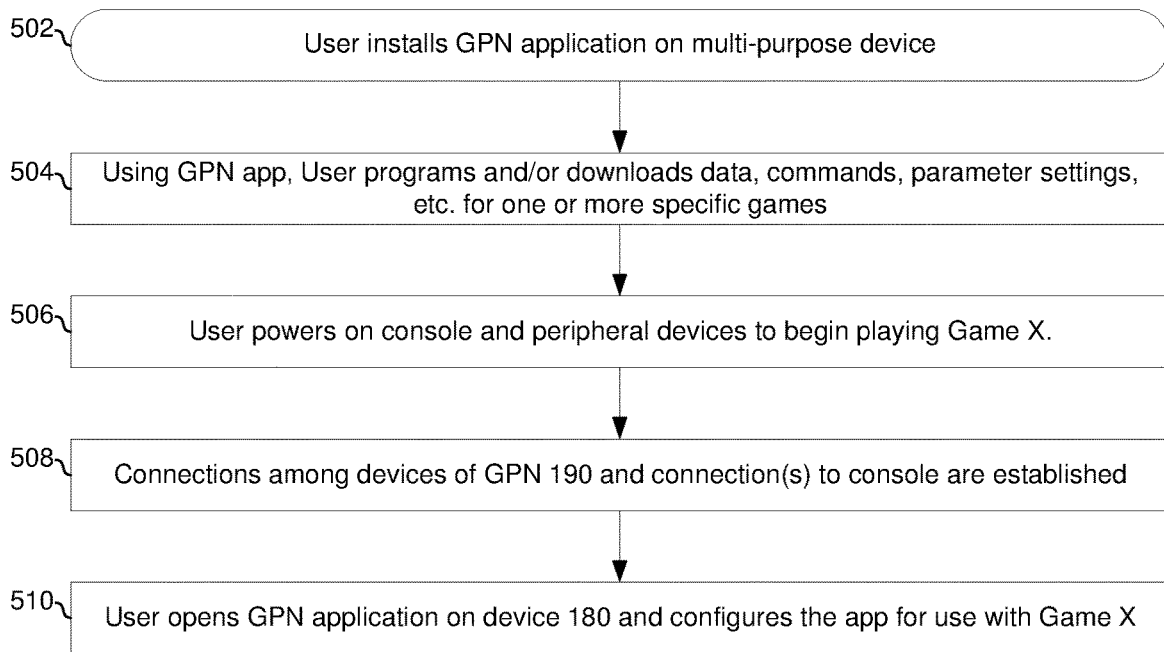 502
User installs GPN application on multi-purpose device
504
Using GPN app, User programs and/or downloads data, commands, parameter settings,
etc. for one or more specific games
506
User powers on console and peripheral devices to begin playing Game X.
508
Connections among devices of GPN 190 and connection(s) to console are established
510
User opens GPN application on device 180 and configures the app for use with Game X